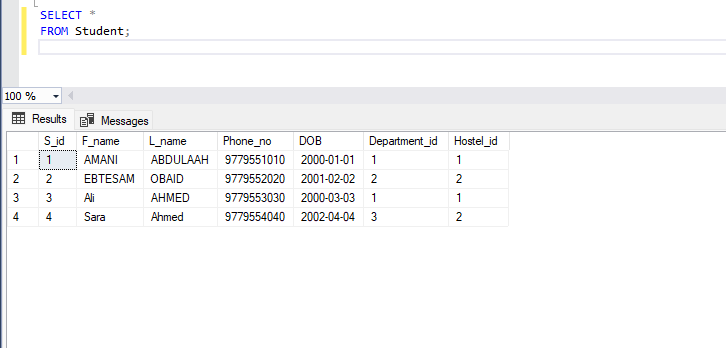 SELECT *
FROM Student;
100 %
Results Messages
S_id F_name L_name Phone_no DOB Department_id Hostel_id
1 1 AMANI ABDULAAH 9779551010 2000-01-01 1 1
2 2 EBTESAM OBAID 9779552020 2001-02-02 2 2
3 3 Ali AHMED 9779553030 2000-03-03 1 1
4 4 Sara Ahmed 9779554040 2002-04-04 3 2